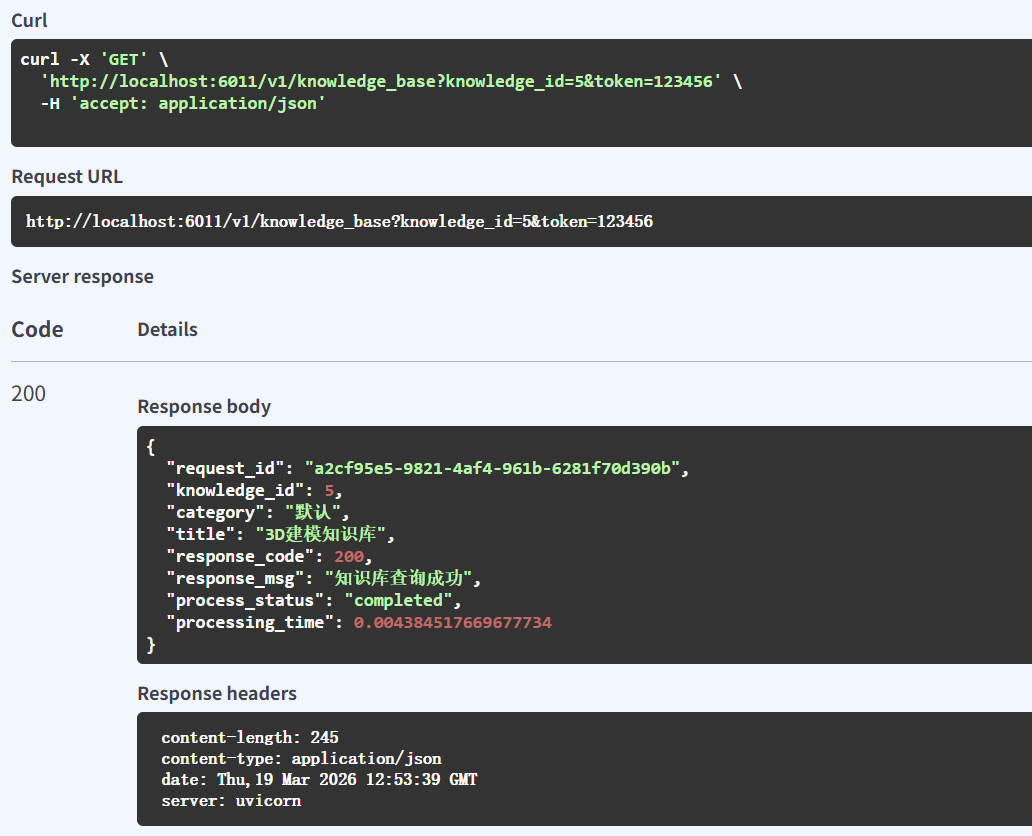 Curl
curl -X 'GET' \
  'http://localhost:6011/v1/knowledge_base?knowledge_id=5&token=123456' \
  -H 'accept: application/json'
Request URL
http://localhost:6011/v1/knowledge_base?knowledge_id=5&token=123456
Server response
Code Details
200
Response body
{
  "request_id": "a2cf95e5-9821-4af4-961b-6281f70d390b",
  "knowledge_id": 5,
  "category": "默认",
  "title": "3D建模知识库",
  "response_code": 200,
  "response_msg": "知识库查询成功",
  "process_status": "completed",
  "processing_time": 0.004384517669677734
}
Response headers
content-length: 245
content-type: application/json
date: Thu,19 Mar 2026 12:53:39 GMT
server: uvicorn